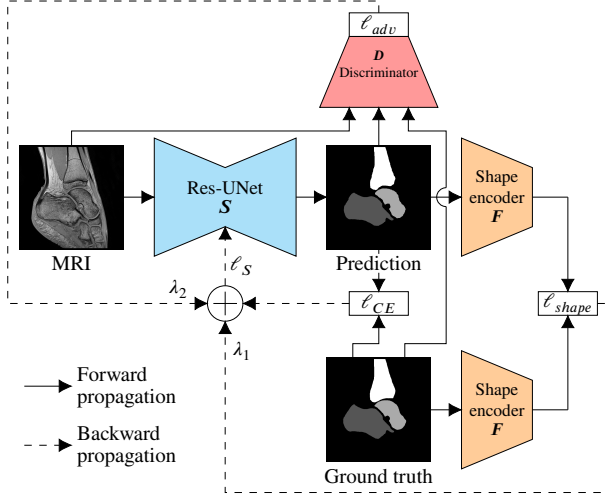 ℓ_adv
D
Discriminator
Res-UNet
S
Shape
encoder
F
MRI
Prediction
ℓ_S
λ_2
ℓ_CE
ℓ_shape
λ_1
Forward
propagation
Shape
encoder
F
Backward
propagation
Ground truth